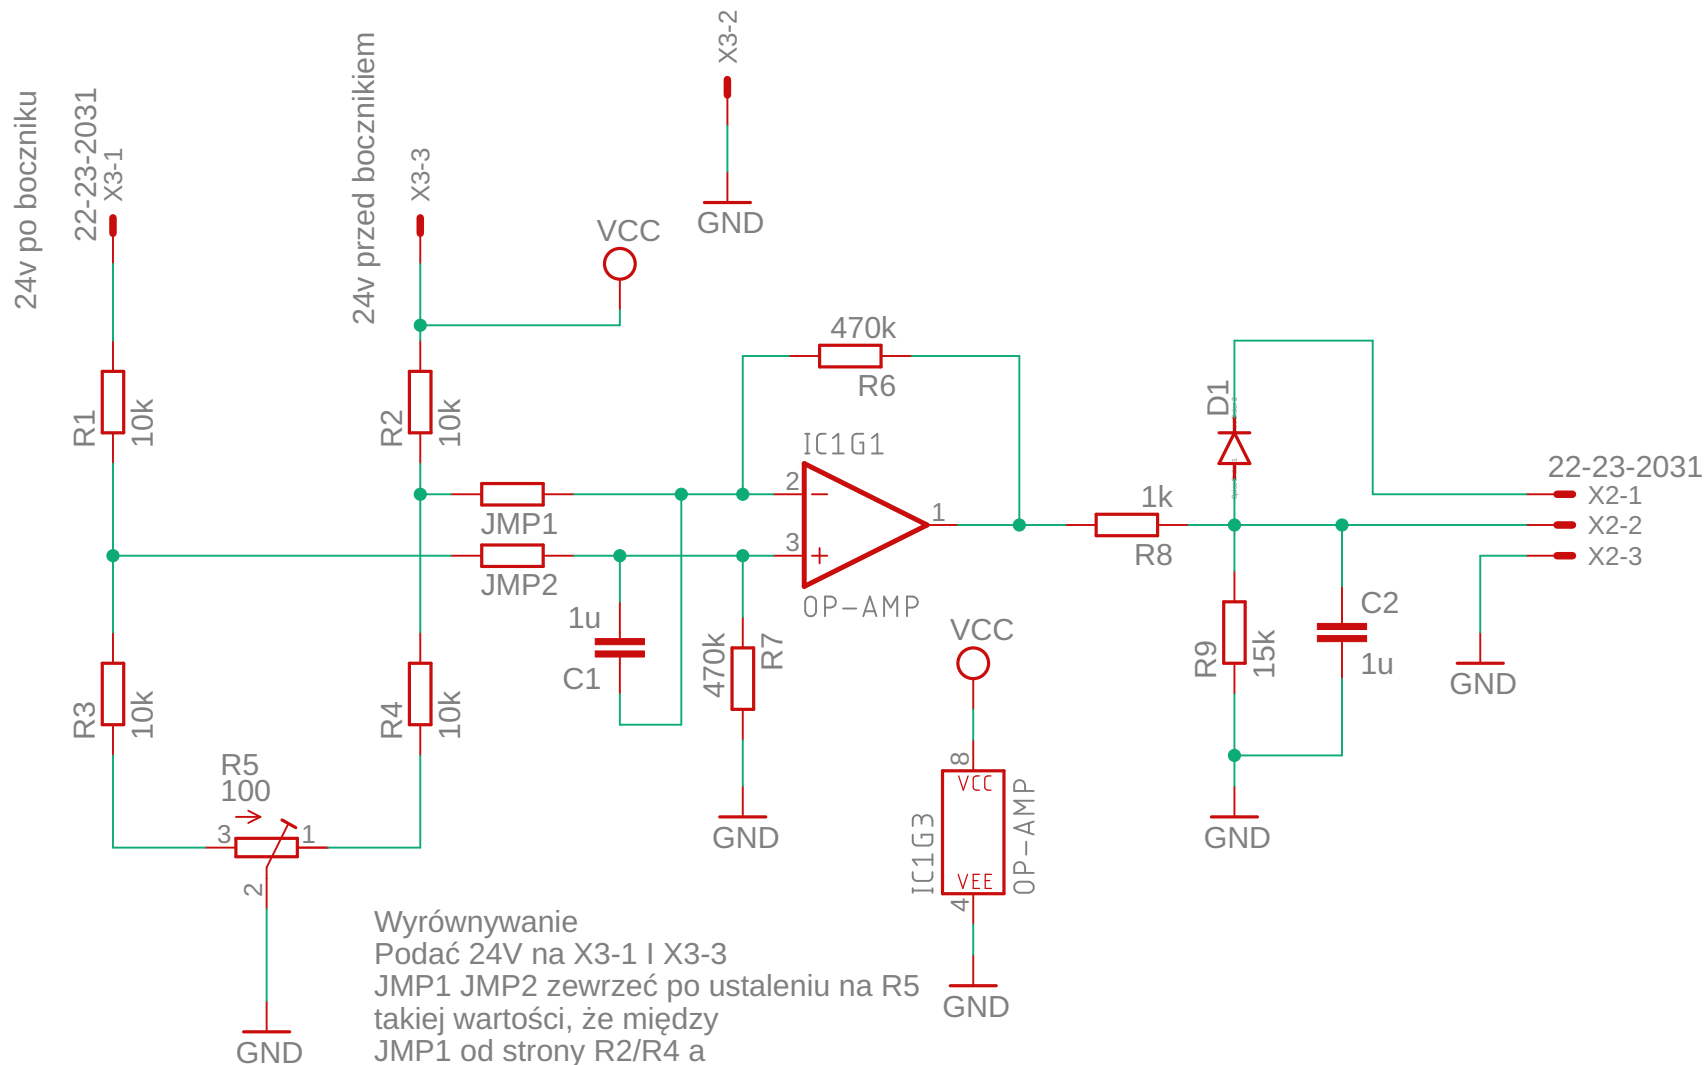 X3-2
24v po boczniku
22-23-2031
X3-1
24v przed bocznikiem
X3-3
GND
VCC
470k
R6
R1
10k
R2
10k
IC1G1
D1
22-23-2031
X2-1
X2-2
X2-3
JMP1
JMP2
2
3
1
OP-AMP
1k
R8
1u
C1
470k
R7
VCC
C2
1u
R9
15k
GND
R3
10k
R4
10k
R5
100
3
1
2
8
VCC
IC1G3
OP-AMP
VEE
4
GND
GND
Wyrównywanie
Podać 24V na X3-1 I X3-3
JMP1 JMP2 zewrzeć po ustaleniu na R5
takiej wartości, że między
JMP1 od strony R2/R4 a
GND
GND